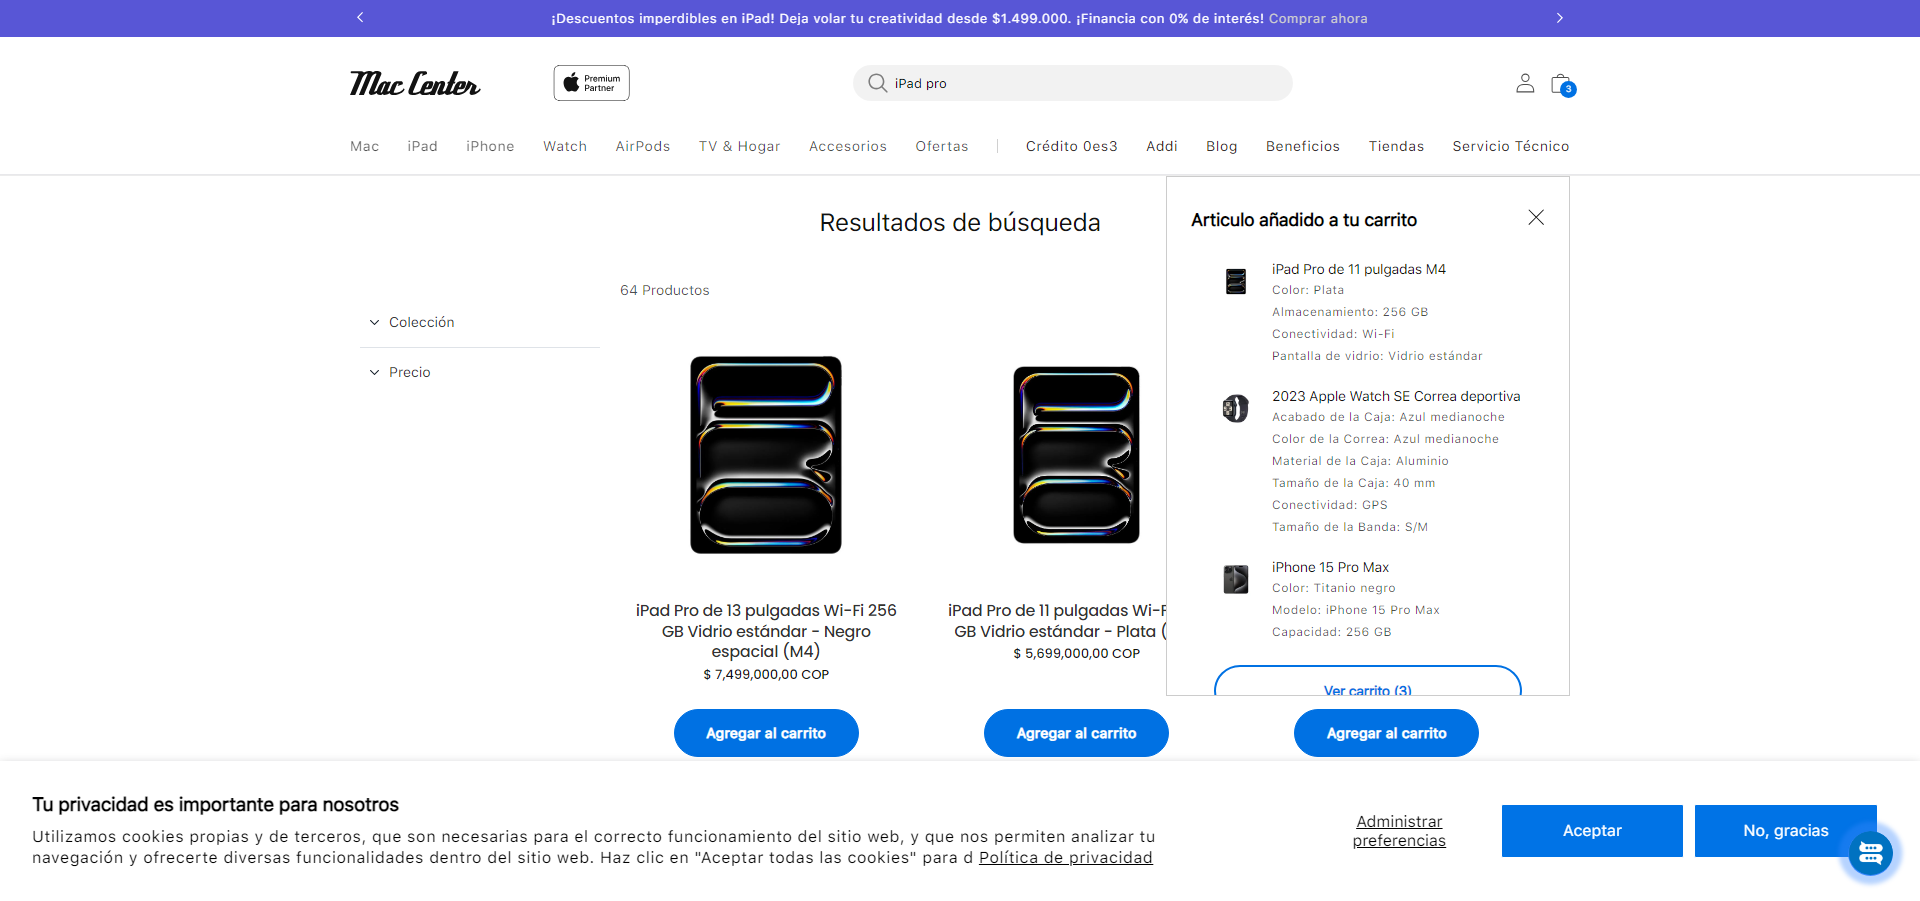 ¡Descuentos imperdibles en iPad! Deja volar tu creatividad desde $1.499.000. ¡Financia con 0% de interés! Comprar ahora
Mac Center
Premium
Partner
iPad pro
3
Mac iPad iPhone Watch AirPods TV & Hogar Accesorios Ofertas Crédito 0es3 Addi Blog Beneficios Tiendas Servicio Técnico
Resultados de búsqueda
64 Productos
Colección
Precio
iPad Pro de 13 pulgadas Wi-Fi 256
GB Vidrio estándar - Negro
espacial (M4)
$ 7,499,000,00 COP
Agregar al carrito
iPad Pro de 11 pulgadas Wi-F
GB Vidrio estándar - Plata (
$ 5,699,000,00 COP
Agregar al carrito
Agregar al carrito
Articulo añadido a tu carrito
iPad Pro de 11 pulgadas M4
Color: Plata
Almacenamiento: 256 GB
Conectividad: Wi-Fi
Pantalla de vidrio: Vidrio estándar
2023 Apple Watch SE Correa deportiva
Acabado de la Caja: Azul medianoche
Color de la Correa: Azul medianoche
Material de la Caja: Aluminio
Tamaño de la Caja: 40 mm
Conectividad: GPS
Tamaño de la Banda: S/M
iPhone 15 Pro Max
Color: Titanio negro
Modelo: iPhone 15 Pro Max
Capacidad: 256 GB
Ver carrito (3)
Tu privacidad es importante para nosotros
Utilizamos cookies propias y de terceros, que son necesarias para el correcto funcionamiento del sitio web, y que nos permiten analizar tu
navegación y ofrecerte diversas funcionalidades dentro del sitio web. Haz clic en "Aceptar todas las cookies" para d Política de privacidad
Administrar
preferencias
Aceptar
No, gracias